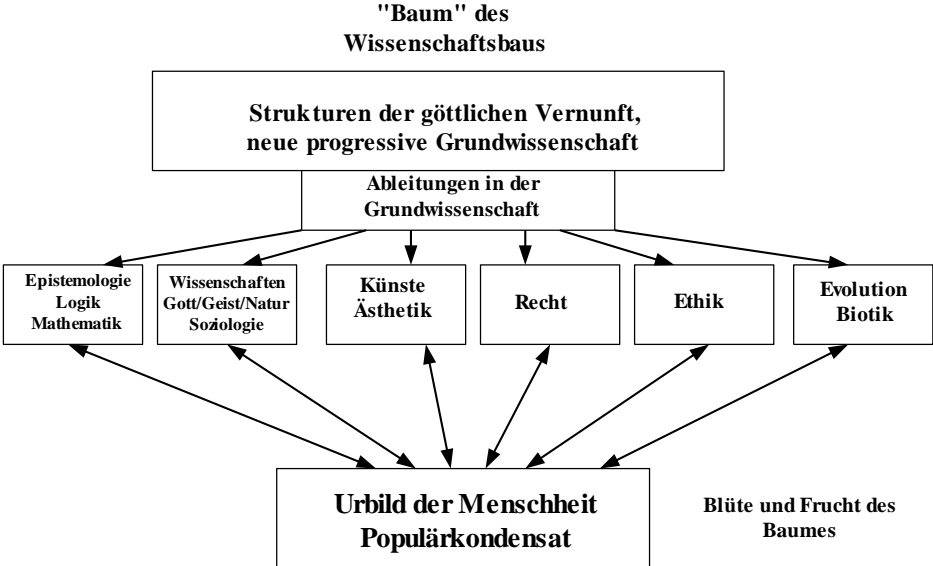 "Baum" des
Wissenschaftsbaus
Strukturen der göttlichen Vernunft,
neue progressive Grundwissenschaft
Ableitungen in der
Grundwissenschaft
Epistemologie
Logik
Mathematik
Wissenschaften
Gott/Geist/Natur
Soziologie
Künste
Ästhetik
Recht
Ethik
Evolution
Biotik
Urbild der Menschheit
Populärkondensat
Blüte und Frucht des
Baumes